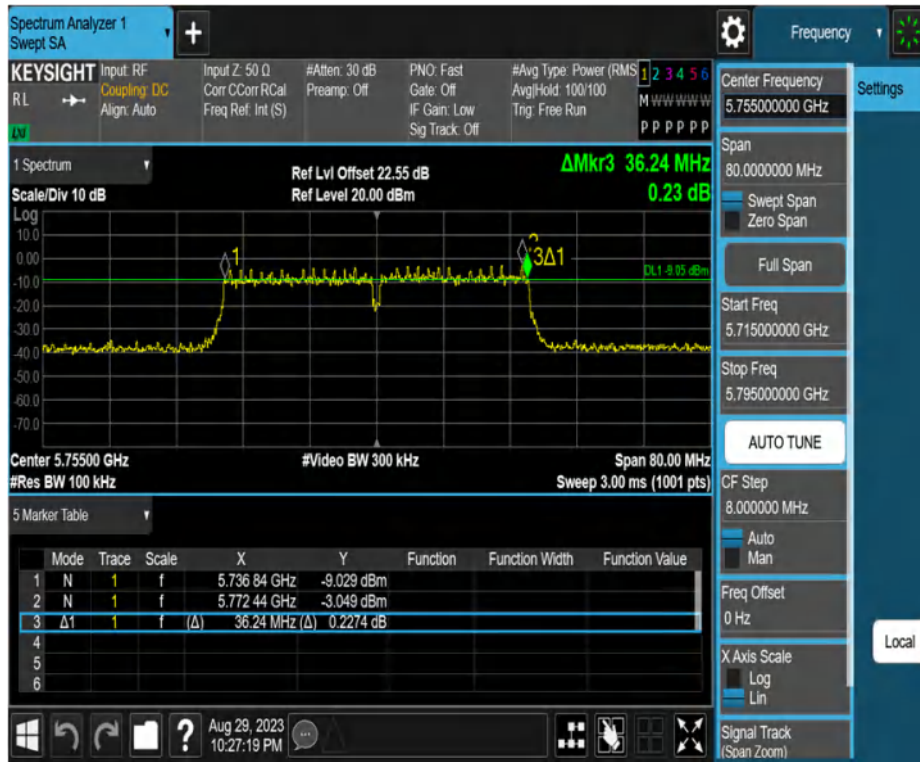 Spectrum Analyzer 1
Swept SA
+
Frequency
KEYSIGHT
RL
LXI
Input: RF
Coupling: DC
Align: Auto
Input Z: 50 Ω
Corr CCorr RCal
Freq Ref: Int (S)
#Atten: 30 dB
Preamp: Off
PNO: Fast
Gate: Off
IF Gain: Low
Sig Track: Off
#Avg Type: Power (RMS
Avg|Hold: 100/100
Trig: Free Run
1 2 3 4 5 6
M W W W W W
P P P P P P
1 Spectrum
Scale/Div 10 dB
Ref Lvl Offset 22.55 dB
Ref Level 20.00 dBm
ΔMkr3 36.24 MHz
0.23 dB
Log
10.0
0.00
-10.0
-20.0
-30.0
-40.0
-50.0
-60.0
-70.0
1
3Δ1
DL1 -9.05 dBm
Center 5.75500 GHz
#Video BW 300 kHz
Span 80.00 MHz
#Res BW 100 kHz
Sweep 3.00 ms (1001 pts)
5 Marker Table
Mode Trace Scale X Y Function Function Width Function Value
1 N 1 f 5.736 84 GHz -9.029 dBm
2 N 1 f 5.772 44 GHz -3.049 dBm
3 Δ1 1 f (Δ) 36.24 MHz (Δ) 0.2274 dB
4
5
6
?
Aug 29, 2023
10:27:19 PM
Center Frequency
5.755000000 GHz
Span
80.0000000 MHz
Swept Span
Zero Span
Full Span
Start Freq
5.715000000 GHz
Stop Freq
5.795000000 GHz
AUTO TUNE
CF Step
8.000000 MHz
Auto
Man
Freq Offset
0 Hz
X Axis Scale
Log
Lin
Signal Track
(Span Zoom)
Settings
Local